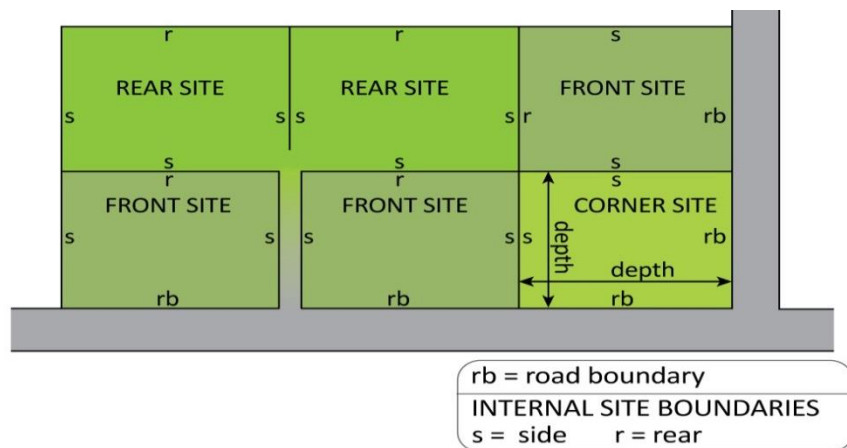 r r s
REAR SITE REAR SITE FRONT SITE
s s s s r rb
s s s
r r s
FRONT SITE FRONT SITE CORNER SITE
s s s s s depth rb
depth
rb rb rb
rb = road boundary
INTERNAL SITE BOUNDARIES
s = side r = rear